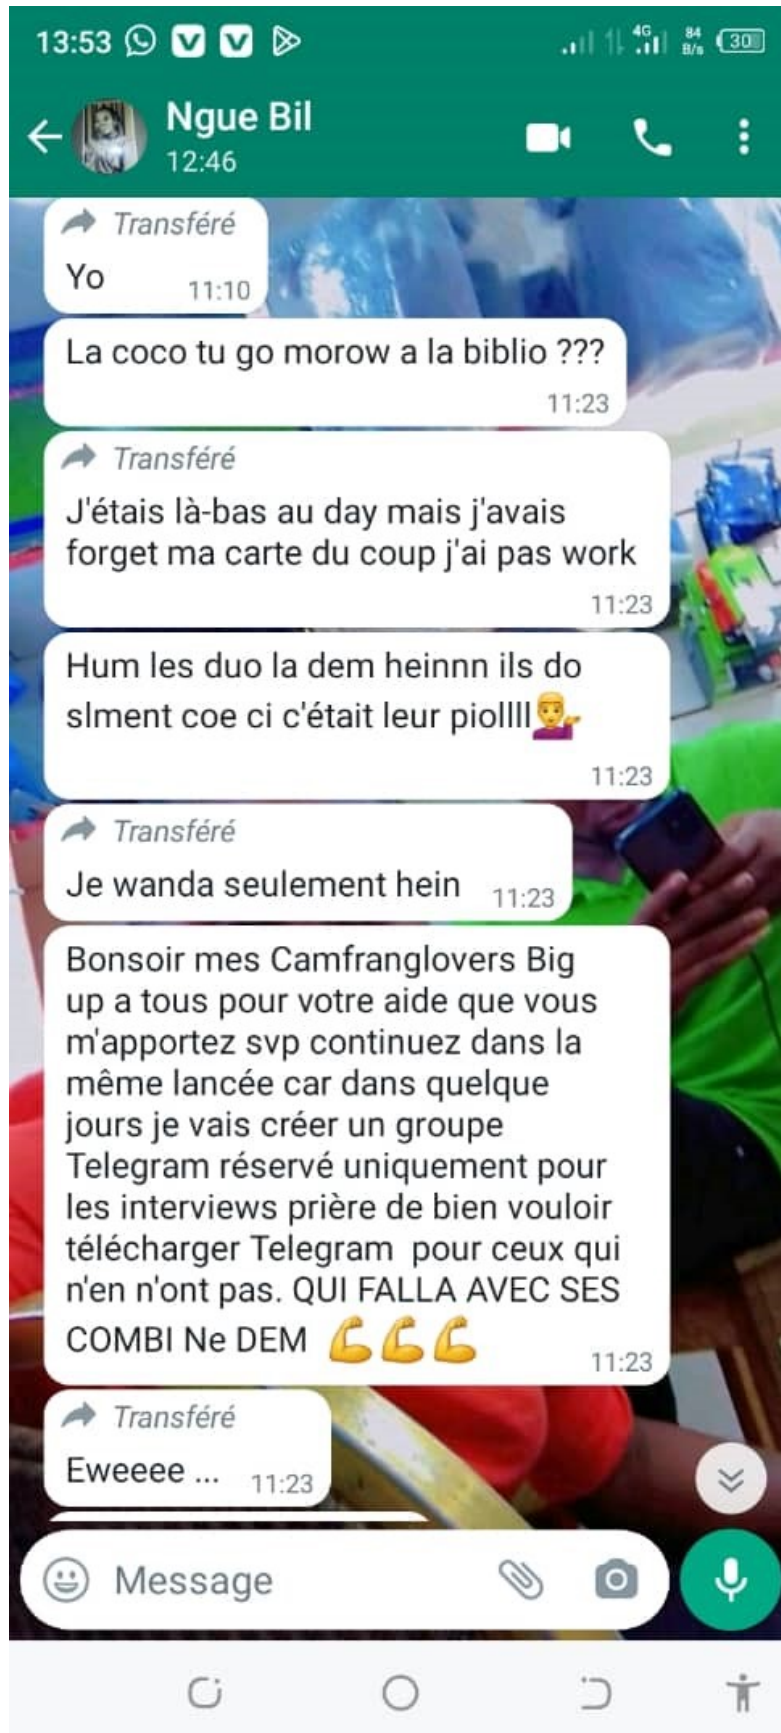 13:53
4G
84
B/s
30
Ngue Bil
12:46
Transféré
Yo
11:10
La coco tu go morow a la biblio ???
11:23
Transféré
J'étais là-bas au day mais j'avais
forget ma carte du coup j'ai pas work
11:23
Hum les duo la dem heinnn ils do
slment coe ci c'était leur piollll💁‍♂️
11:23
Transféré
Je wanda seulement hein 11:23
Bonsoir mes Camfranglovers Big
up a tous pour votre aide que vous
m'apportez svp continuez dans la
même lancée car dans quelque
jours je vais créer un groupe
Telegram réservé uniquement pour
les interviews prière de bien vouloir
télécharger Telegram pour ceux qui
n'en n'ont pas. QUI FALLA AVEC SES
COMBI Ne DEM 💪💪💪
11:23
Transféré
Eweeee ... 11:23
Message